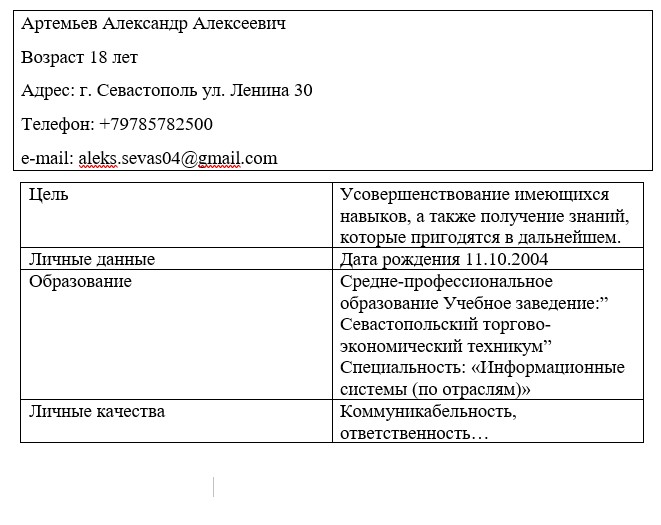 Артемьев Александр Алексеевич
Возраст 18 лет
Адрес: г. Севастополь ул. Ленина 30
Телефон: +79785782500
e-mail: aleks.sevas04@gmail.com
Цель
Усовершенствование имеющихся
навыков, а также получение знаний,
которые пригодятся в дальнейшем.
Личные данные
Дата рождения 11.10.2004
Образование
Средне-профессиональное
образование Учебное заведение:”
Севастопольский торгово-
экономический техникум”
Специальность: «Информационные
системы (по отраслям)»
Личные качества
Коммуникабельность,
ответственность…